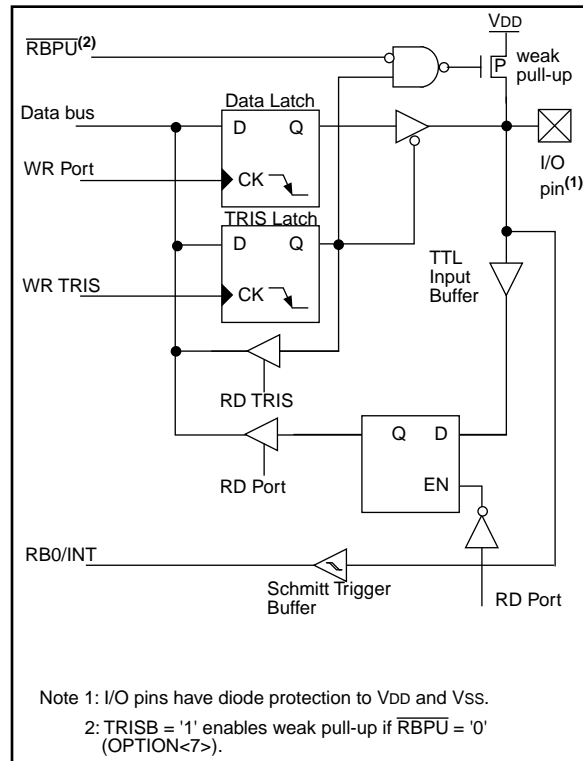 VDD
RBPU(2)
P
weak
pull-up
Data Latch
Data bus
D
Q
I/O
pin(1)
WR Port
CK
TRIS Latch
D
Q
TTL
Input
Buffer
WR TRIS
CK
RD TRIS
Q
D
RD Port
EN
RB0/INT
Schmitt Trigger
Buffer
RD Port
Note 1: I/O pins have diode protection to VDD and VSS.
2: TRISB = '1' enables weak pull-up if RBPU = '0'
(OPTION<7>).